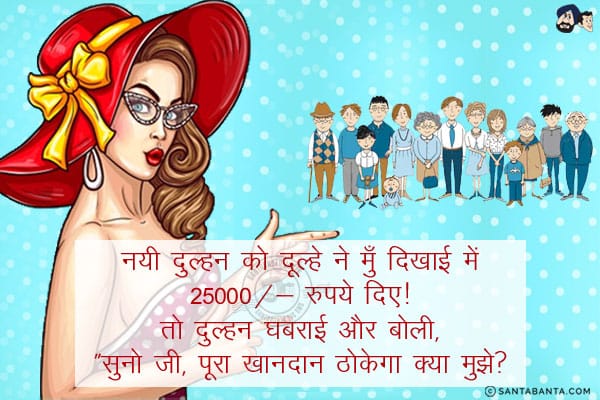 नयी दुल्हन को दूल्हे ने मुँ दिखाई में
25000/– रुपये दिए!
तो दुल्हन घबराई और बोली,
"सुनो जी, पूरा खानदान ठोकेगा क्या मुझे?
© SANTABANTA.COM